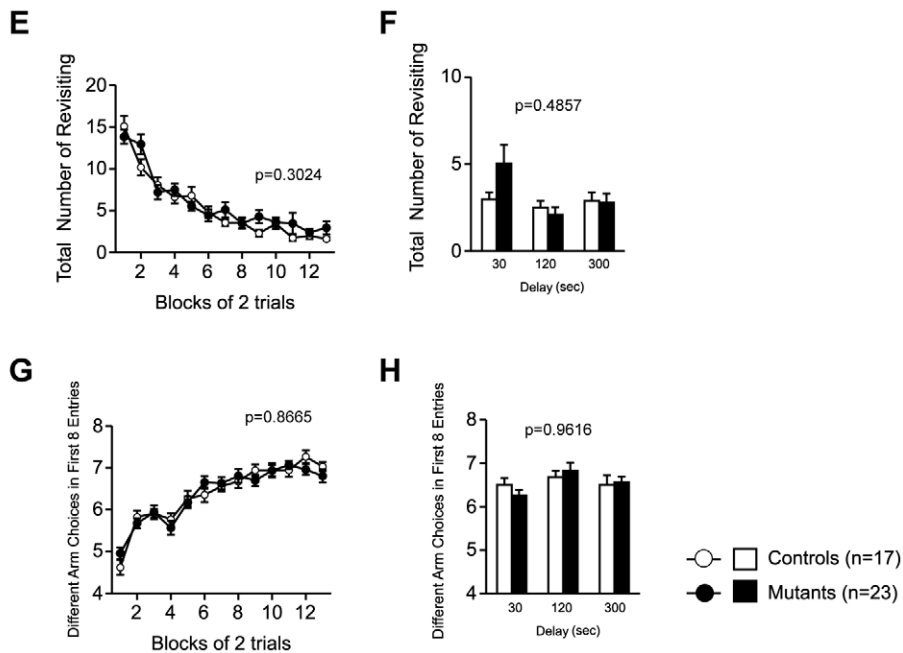 E
Total Number of Revisiting
20
15
10
5
0
p=0.3024
2 4 6 8 10 12
Blocks of 2 trials
F
Total Number of Revisiting
10
5
0
p=0.4857
30 120 300
Delay (sec)
G
Different Arm Choices in First 8 Entries
8
7
6
5
4
p=0.8665
2 4 6 8 10 12
Blocks of 2 trials
H
Different Arm Choices in First 8 Entries
8
7
6
5
4
p=0.9616
30 120 300
Delay (sec)
Controls (n=17)
Mutants (n=23)